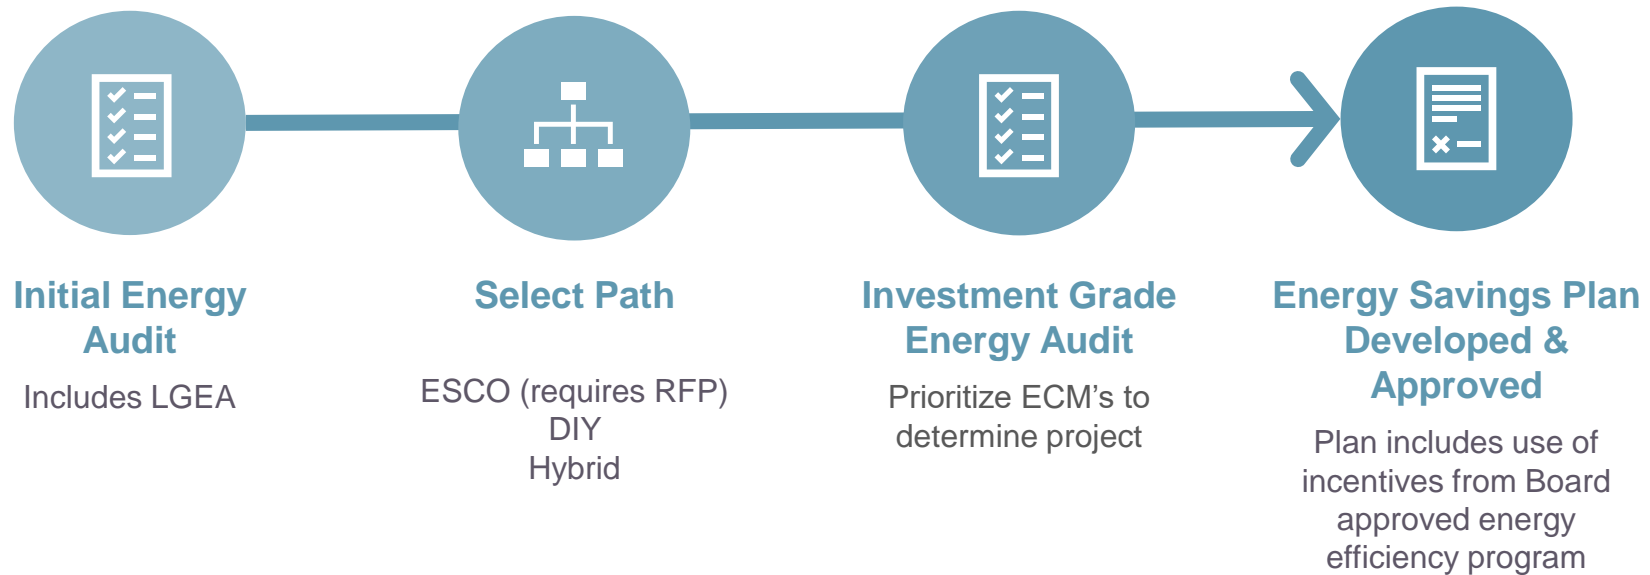 Initial Energy
Audit
Includes LGEA
Select Path
ESCO (requires RFP)
DIY
Hybrid
Investment Grade
Energy Audit
Prioritize ECM's to
determine project
Energy Savings Plan
Developed &
Approved
Plan includes use of
incentives from Board
approved energy
efficiency program